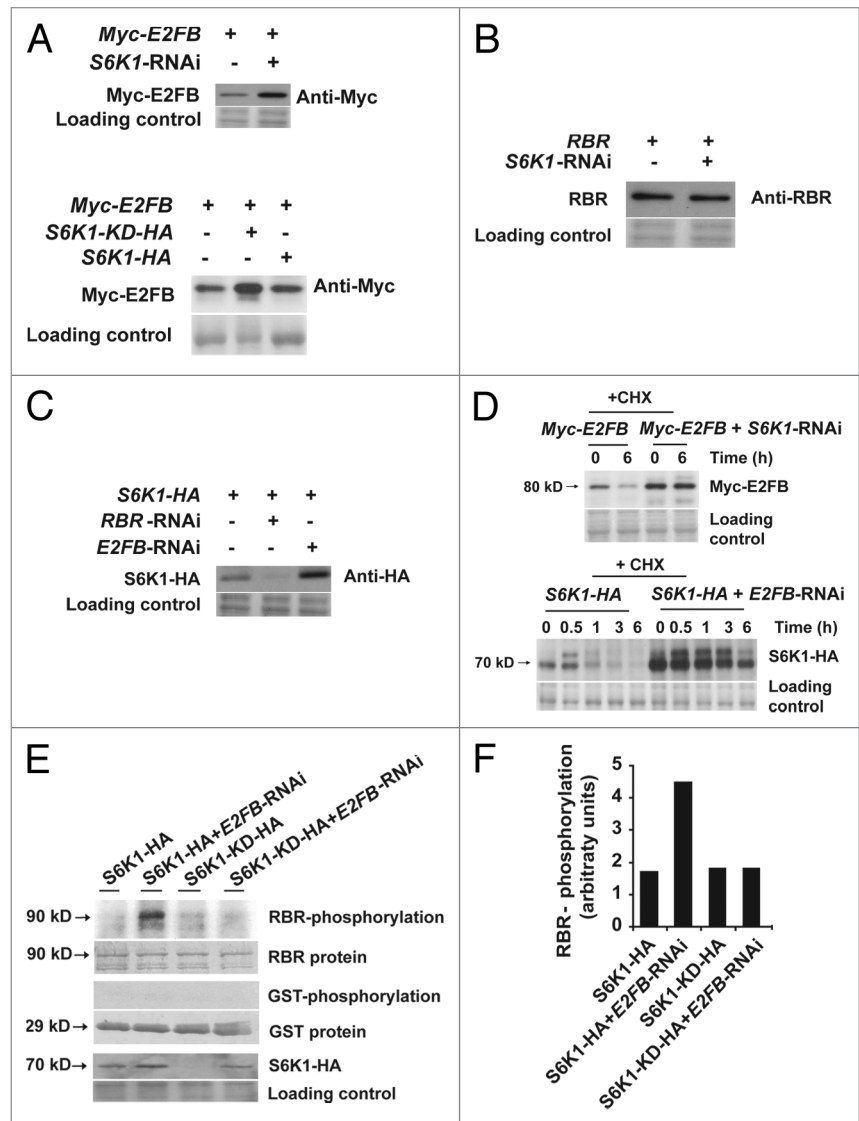 A
Myc-E2FB + +
S6K1-RNAi - +
Myc-E2FB Anti-Myc
Loading control
Myc-E2FB + + +
S6K1-KD-HA - + -
S6K1-HA - - +
Myc-E2FB Anti-Myc
Loading control
B
RBR + +
S6K1-RNAi - +
RBR Anti-RBR
Loading control
C
S6K1-HA + + +
RBR-RNAi - + -
E2FB-RNAi - - +
S6K1-HA Anti-HA
Loading control
D
+CHX
Myc-E2FB Myc-E2FB + S6K1-RNAi
0 6 0 6 Time (h)
80 kD → Myc-E2FB
Loading
control
+ CHX
S6K1-HA S6K1-HA + E2FB-RNAi
0 0.5 1 3 6 0 0.5 1 3 6 Time (h)
70 kD → S6K1-HA
Loading
control
E
S6K1-HA
S6K1-HA+E2FB-RNAi
S6K1-KD-HA
S6K1-KD-HA+E2FB-RNAi
90 kD → RBR-phosphorylation
90 kD → RBR protein
GST-phosphorylation
29 kD → GST protein
70 kD → S6K1-HA
Loading control
F
RBR - phosphorylation
(arbitraty units)
5
4
3
2
1
0
S6K1-HA
S6K1-HA+E2FB-RNAi
S6K1-KD-HA
S6K1-KD-HA+E2FB-RNAi